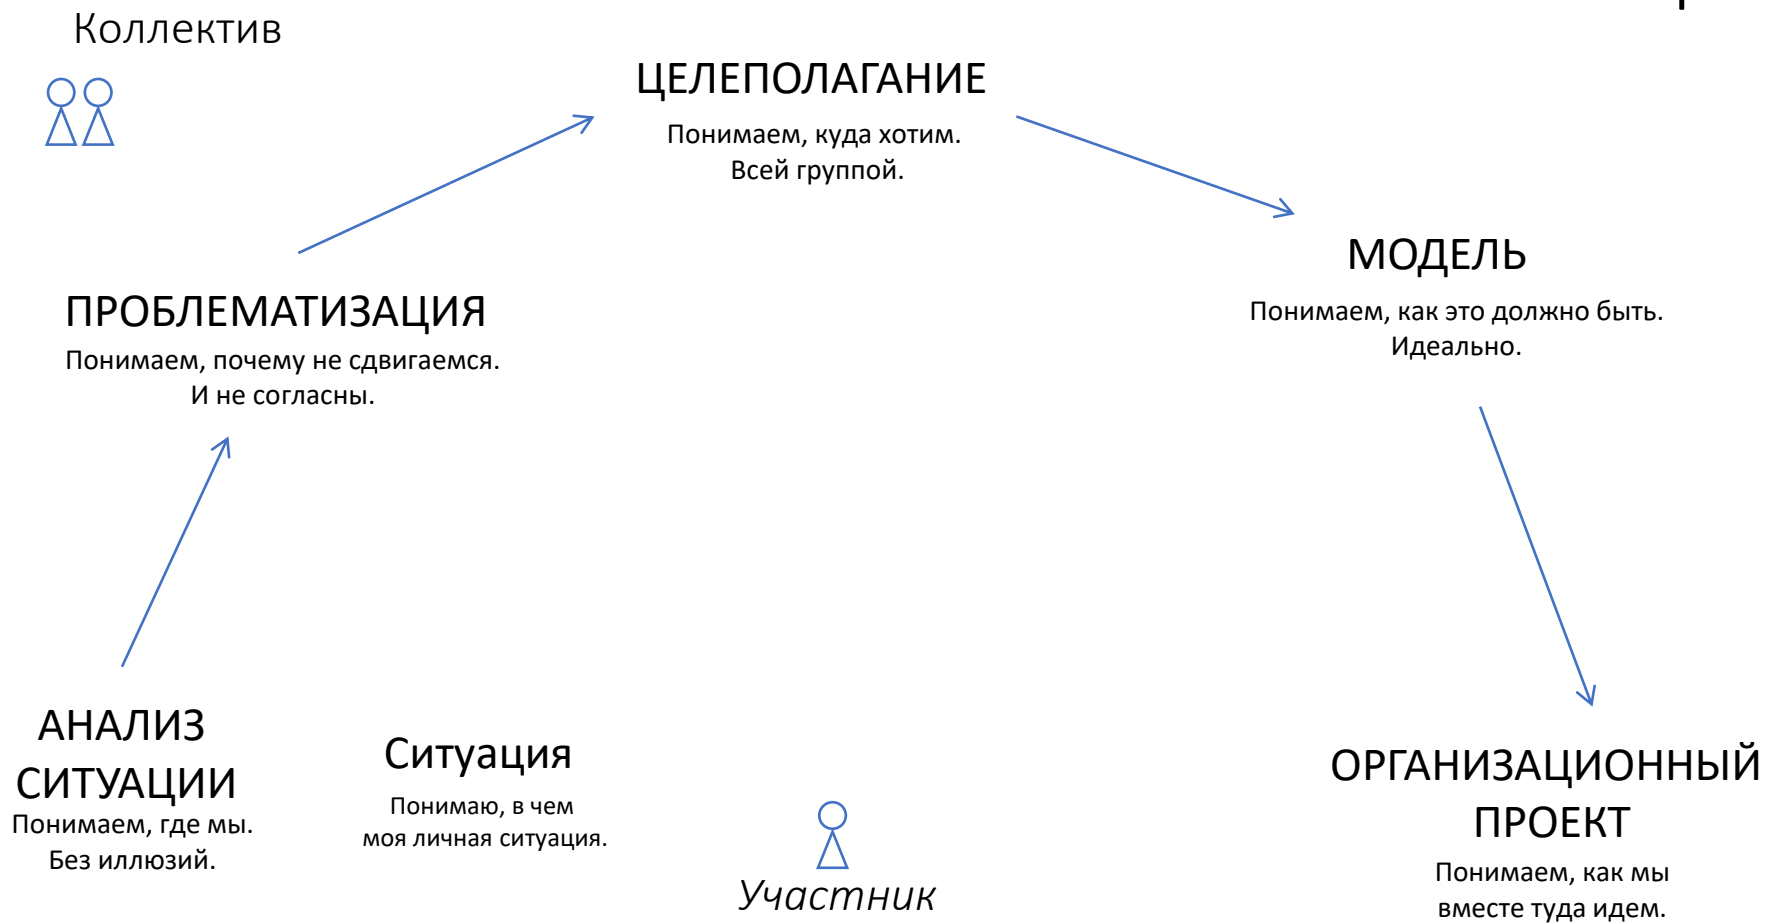 Коллектив
ЦЕЛЕПОЛАГАНИЕ
Понимаем, куда хотим.
Всей группой.
МОДЕЛЬ
Понимаем, как это должно быть.
Идеально.
ПРОБЛЕМАТИЗАЦИЯ
Понимаем, почему не сдвигаемся.
И не согласны.
АНАЛИЗ
СИТУАЦИИ
Понимаем, где мы.
Без иллюзий.
Ситуация
Понимаю, в чем
моя личная ситуация.
Участник
ОРГАНИЗАЦИОННЫЙ
ПРОЕКТ
Понимаем, как мы
вместе туда идем.